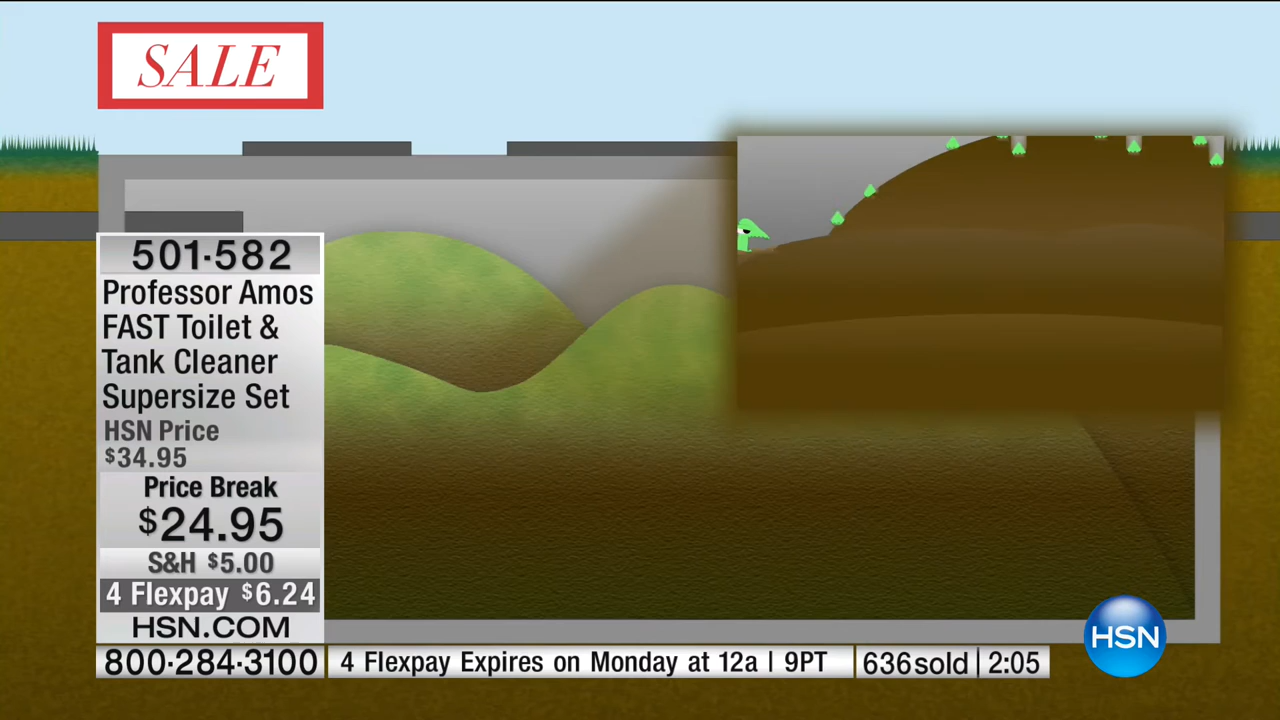 SALE
501·582
Professor Amos
FAST Toilet &
Tank Cleaner
Supersize Set
HSN Price
$34.95
Price Break
$24.95
S&H $5.00
4 Flexpay $6.24
HSN.COM
800·284·3100
4 Flexpay Expires on Monday at 12a | 9PT
636sold | 2:05
HSN